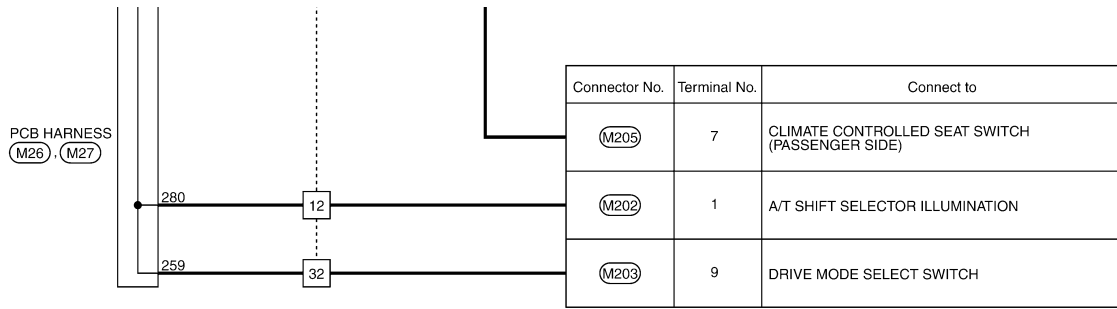 Connector No. Terminal No. Connect to
PCB HARNESS
M26 , M27
M205 7 CLIMATE CONTROLLED SEAT SWITCH
(PASSENGER SIDE)
280 12 M202 1 A/T SHIFT SELECTOR ILLUMINATION
259 32 M203 9 DRIVE MODE SELECT SWITCH